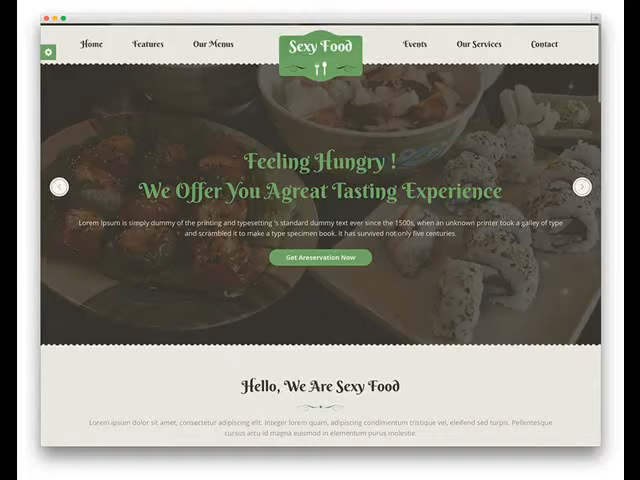 Home Features Our Menus Sexy Food Events Our Services Contact
Feeling Hungry !
We Offer You Agreat Tasting Experience
Lorem Ipsum is simply dummy of the printing and typesetting 's standard dummy text ever since the 1500s, when an unknown printer took a galley of type
and scrambled it to make a type specimen book. It has survived not only five centuries.
Get Areservation Now
Hello, We Are Sexy Food
Lorem ipsum dolor sit amet, consectetur adipiscing elit. Integer lorem quam, adipiscing condimentum tristique vel, eleifend sed turpis. Pellentesque
cursus arcu id magna euismod in elementum purus molestie.